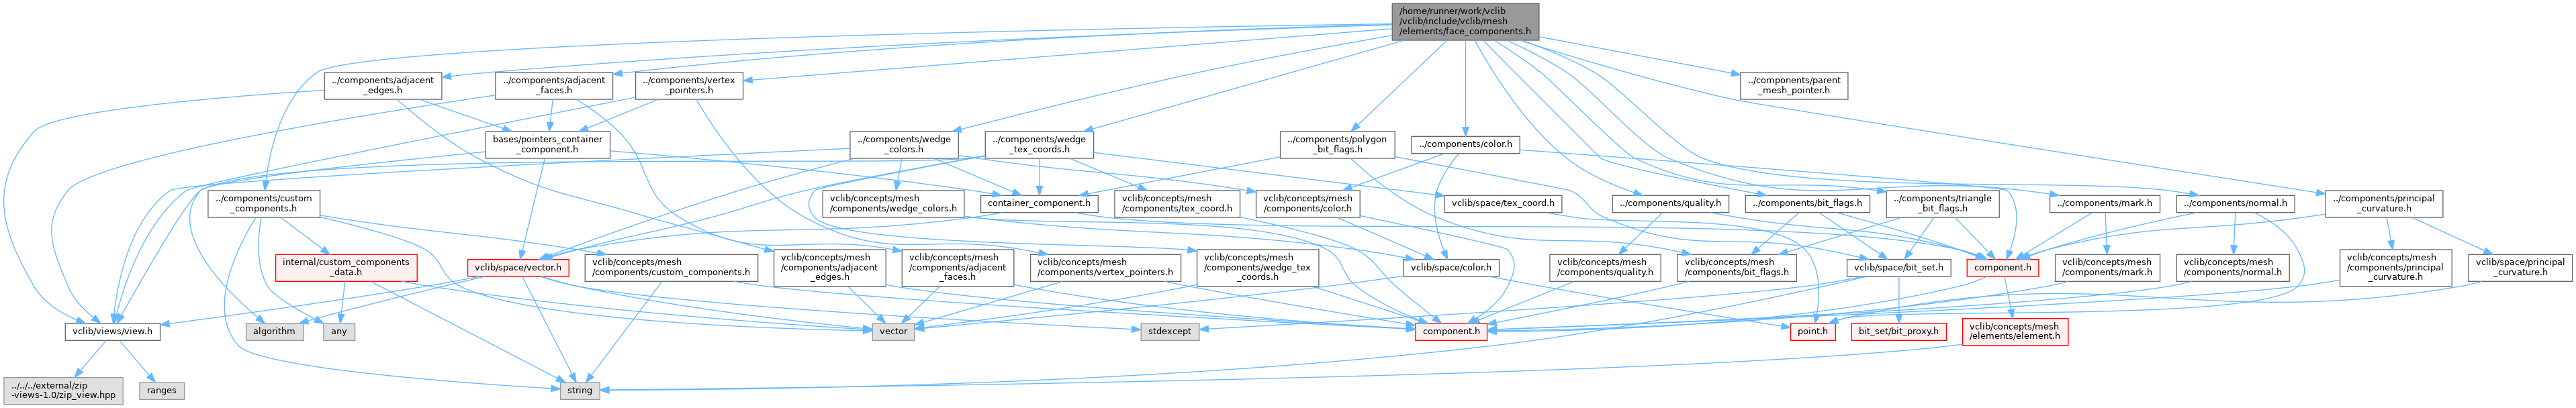 /home/runner/work/vclib
/vclib/include/vclib/mesh
/elements/face_components.h
../components/adjacent
_edges.h
../components/adjacent
_faces.h
../components/vertex
_pointers.h
../components/parent
_mesh_pointer.h
bases/pointers_container
_component.h
../components/wedge
_colors.h
../components/wedge
_tex_coords.h
../components/polygon
_bit_flags.h
../components/color.h
../components/custom
_components.h
vclib/concepts/mesh
/components/wedge_colors.h
container_component.h
vclib/concepts/mesh
/components/tex_coord.h
vclib/concepts/mesh
/components/color.h
vclib/space/tex_coord.h
../components/quality.h
../components/bit_flags.h
../components/triangle
_bit_flags.h
../components/mark.h
../components/normal.h
../components/principal
_curvature.h
internal/custom_components
_data.h
vclib/space/vector.h
vclib/concepts/mesh
/components/custom_components.h
vclib/concepts/mesh
/components/adjacent
_edges.h
vclib/concepts/mesh
/components/adjacent
_faces.h
vclib/concepts/mesh
/components/vertex_pointers.h
vclib/concepts/mesh
/components/wedge_tex
_coords.h
vclib/space/color.h
vclib/concepts/mesh
/components/quality.h
vclib/concepts/mesh
/components/bit_flags.h
vclib/space/bit_set.h
component.h
vclib/concepts/mesh
/components/mark.h
vclib/concepts/mesh
/components/normal.h
vclib/concepts/mesh
/components/principal
_curvature.h
vclib/space/principal
_curvature.h
vclib/views/view.h
algorithm
any
vector
stdexcept
component.h
point.h
bit_set/bit_proxy.h
vclib/concepts/mesh
/elements/element.h
../../../external/zip
-views-1.0/zip_view.hpp
ranges
string